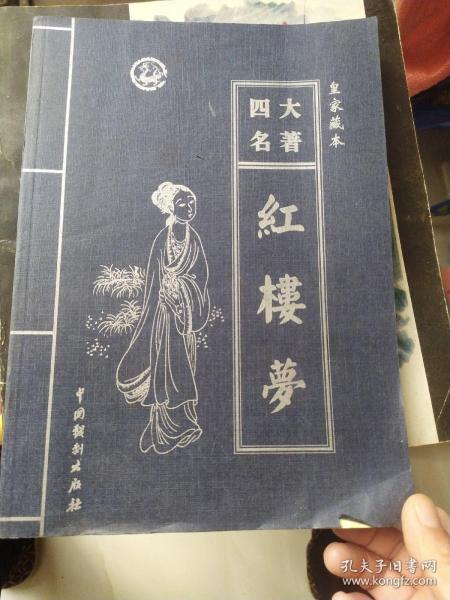 皇家藏本
四大
名著
紅樓夢
中国戏剧出版社
孔夫子旧书网
www.kongfz.com